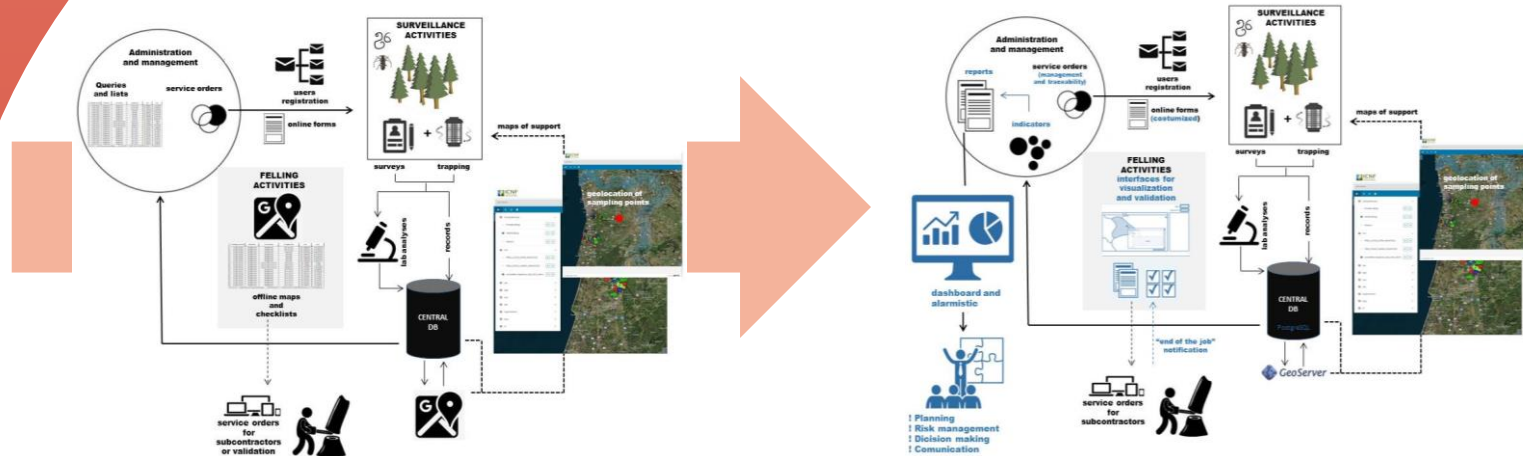 SURVEILLANCE
ACTIVITIES
Administration
and management
Queries
and lists
service orders
users
registration
online forms
surveys
trapping
maps of support
geolocation of
sampling points
FELLING
ACTIVITIES
offline maps
and
checklists
lab analyses
records
CENTRAL
DB
service orders
for
subcontractors
or validation
SURVEILLANCE
ACTIVITIES
Administration
and management
reports
service orders
(management
and traxeability)
indicators
users
registration
online forms
(costumized)
surveys
trapping
maps of support
geolocation of
sampling points
FELLING
ACTIVITIES
interfaces for
visualization
and validation
lab analyses
records
CENTRAL
DB
PostgreSQL
GeoServer
"end of the job"
notification
service orders
for
subcontractors
dashboard and
alarmistic
! Planning
! Risk management
! Dicision making
! Comunication